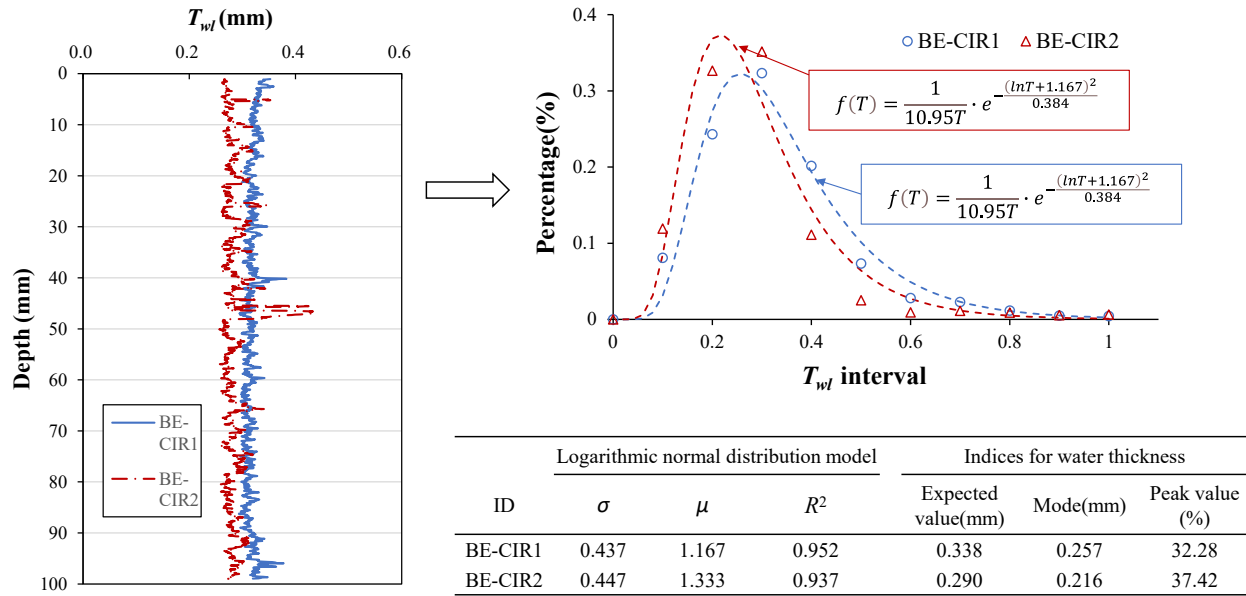 T_wl (mm)
0.0 0.2 0.4 0.6
0
10
20
30
40
50
60
70
80
90
100
Depth (mm)
BE-
CIR1
BE-
CIR2
0.4
0.3
0.2
0.1
0
Percentage(%)
BE-CIR1 BE-CIR2
f(T) = 1/10.95T · e^−(lnT+1.167)²/0.384
f(T) = 1/10.95T · e^−(lnT+1.167)²/0.384
0 0.2 0.4 0.6 0.8 1
T_wl interval
Logarithmic normal distribution model Indices for water thickness
ID σ μ R² Expected value(mm) Mode(mm) Peak value (%)
BE-CIR1 0.437 1.167 0.952 0.338 0.257 32.28
BE-CIR2 0.447 1.333 0.937 0.290 0.216 37.42